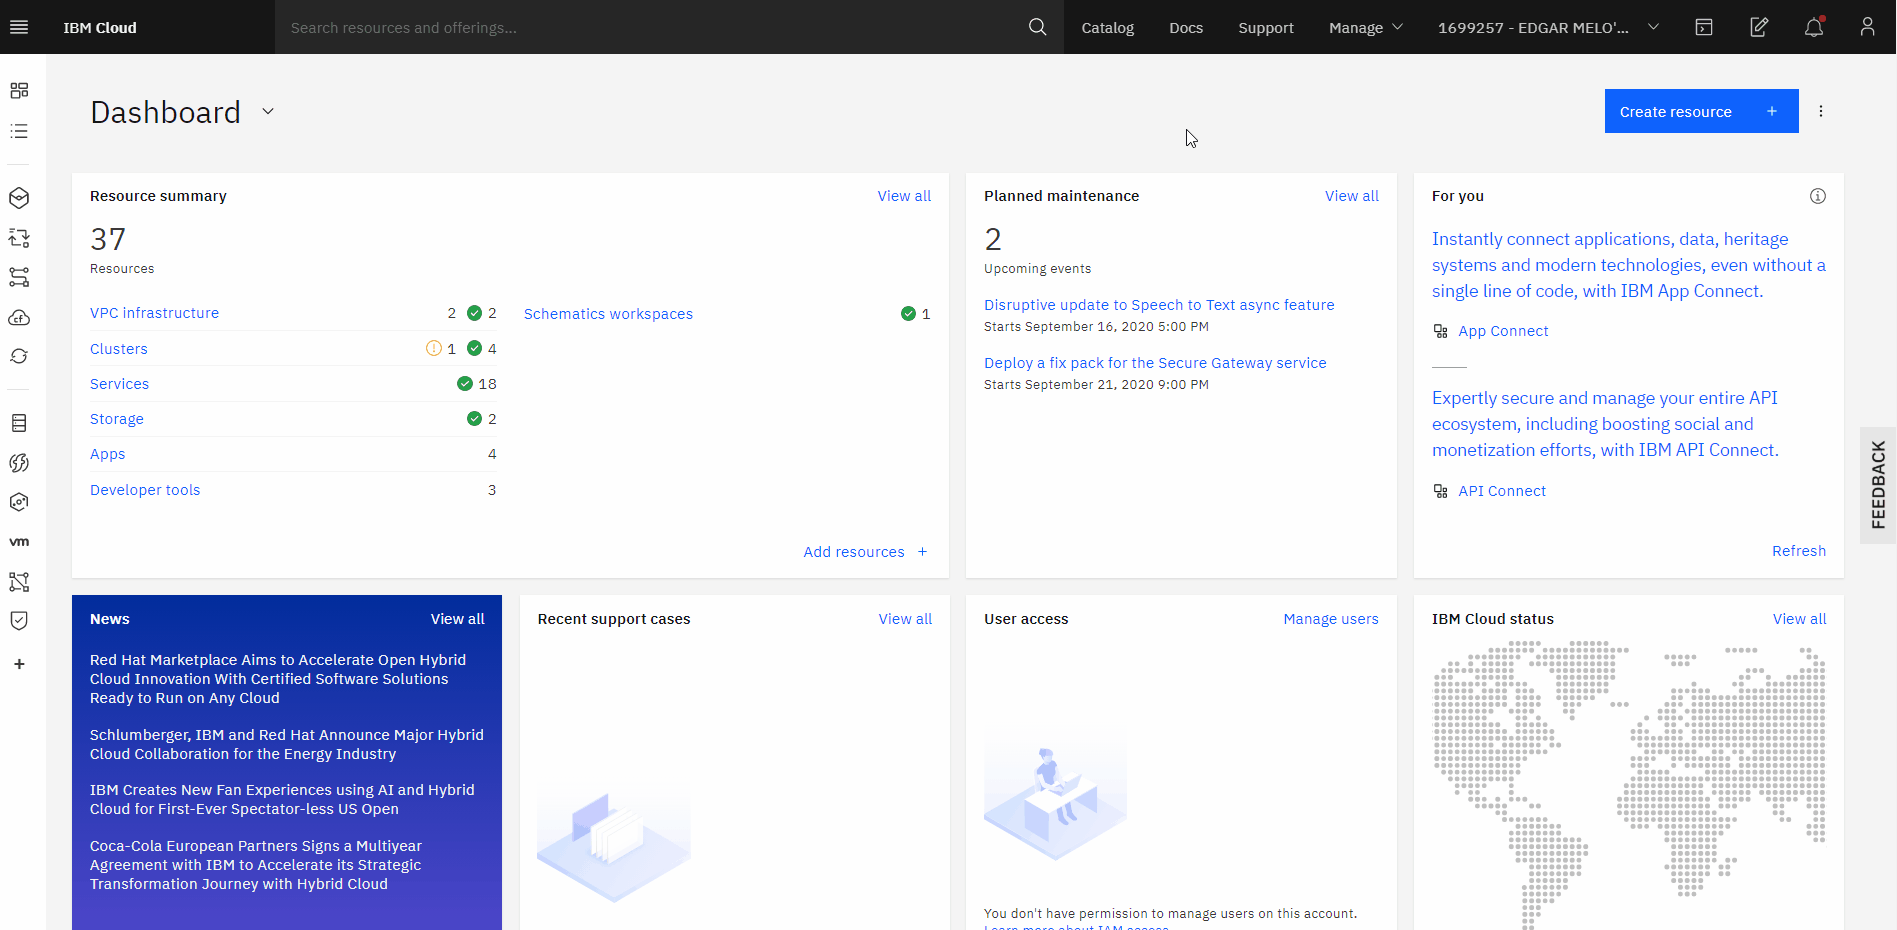 IBM Cloud
Search resources and offerings...
Catalog
Docs
Support
Manage
1699257 - EDGAR MELO'...
Dashboard
Create resource +
Resource summary
View all
37
Resources
VPC infrastructure 2 2
Clusters 1 4
Services 18
Storage 2
Apps 4
Developer tools 3
Schematics workspaces 1
Add resources +
Planned maintenance
View all
2
Upcoming events
Disruptive update to Speech to Text async feature
Starts September 16, 2020 5:00 PM
Deploy a fix pack for the Secure Gateway service
Starts September 21, 2020 9:00 PM
For you
Instantly connect applications, data, heritage
systems and modern technologies, even without a
single line of code, with IBM App Connect.
App Connect
Expertly secure and manage your entire API
ecosystem, including boosting social and
monetization efforts, with IBM API Connect.
API Connect
Refresh
FEEDBACK
cf
vm
+
News
View all
Red Hat Marketplace Aims to Accelerate Open Hybrid
Cloud Innovation With Certified Software Solutions
Ready to Run on Any Cloud
Schlumberger, IBM and Red Hat Announce Major Hybrid
Cloud Collaboration for the Energy Industry
IBM Creates New Fan Experiences using AI and Hybrid
Cloud for First-Ever Spectator-less US Open
Coca-Cola European Partners Signs a Multiyear
Agreement with IBM to Accelerate its Strategic
Transformation Journey with Hybrid Cloud
Recent support cases
View all
User access
Manage users
You don't have permission to manage users on this account.
Learn more about IAM access
IBM Cloud status
View all